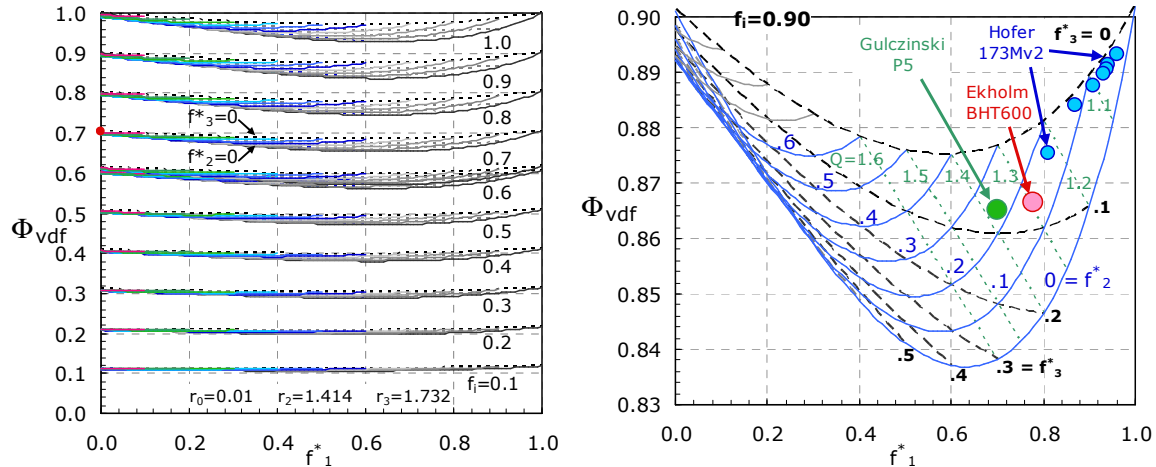 1.0
0.9
0.8
0.7
0.6
0.5
0.4
0.3
0.2
0.1
0.0
Φvdf
f*3=0
f*2=0
1.0
0.9
0.8
0.7
0.6
0.5
0.4
0.3
0.2
fi=0.1
r0=0.01 r2=1.414 r3=1.732
0.0 0.2 0.4 0.6 0.8 1.0
f*1
0.90
0.89
0.88
0.87
0.86
0.85
0.84
0.83
Φvdf
fi=0.90
Gulczinski
P5
Hofer
173Mv2
f*3= 0
Ekholm
BHT600
1.1
.6 Q=1.6 1.5 1.4 1.3 1.2
.5
.4
.3
.2
.1
0 = f*2
.1
.2
.5 .4 .3 = f*3
0.0 0.2 0.4 0.6 0.8 1.0
f*1